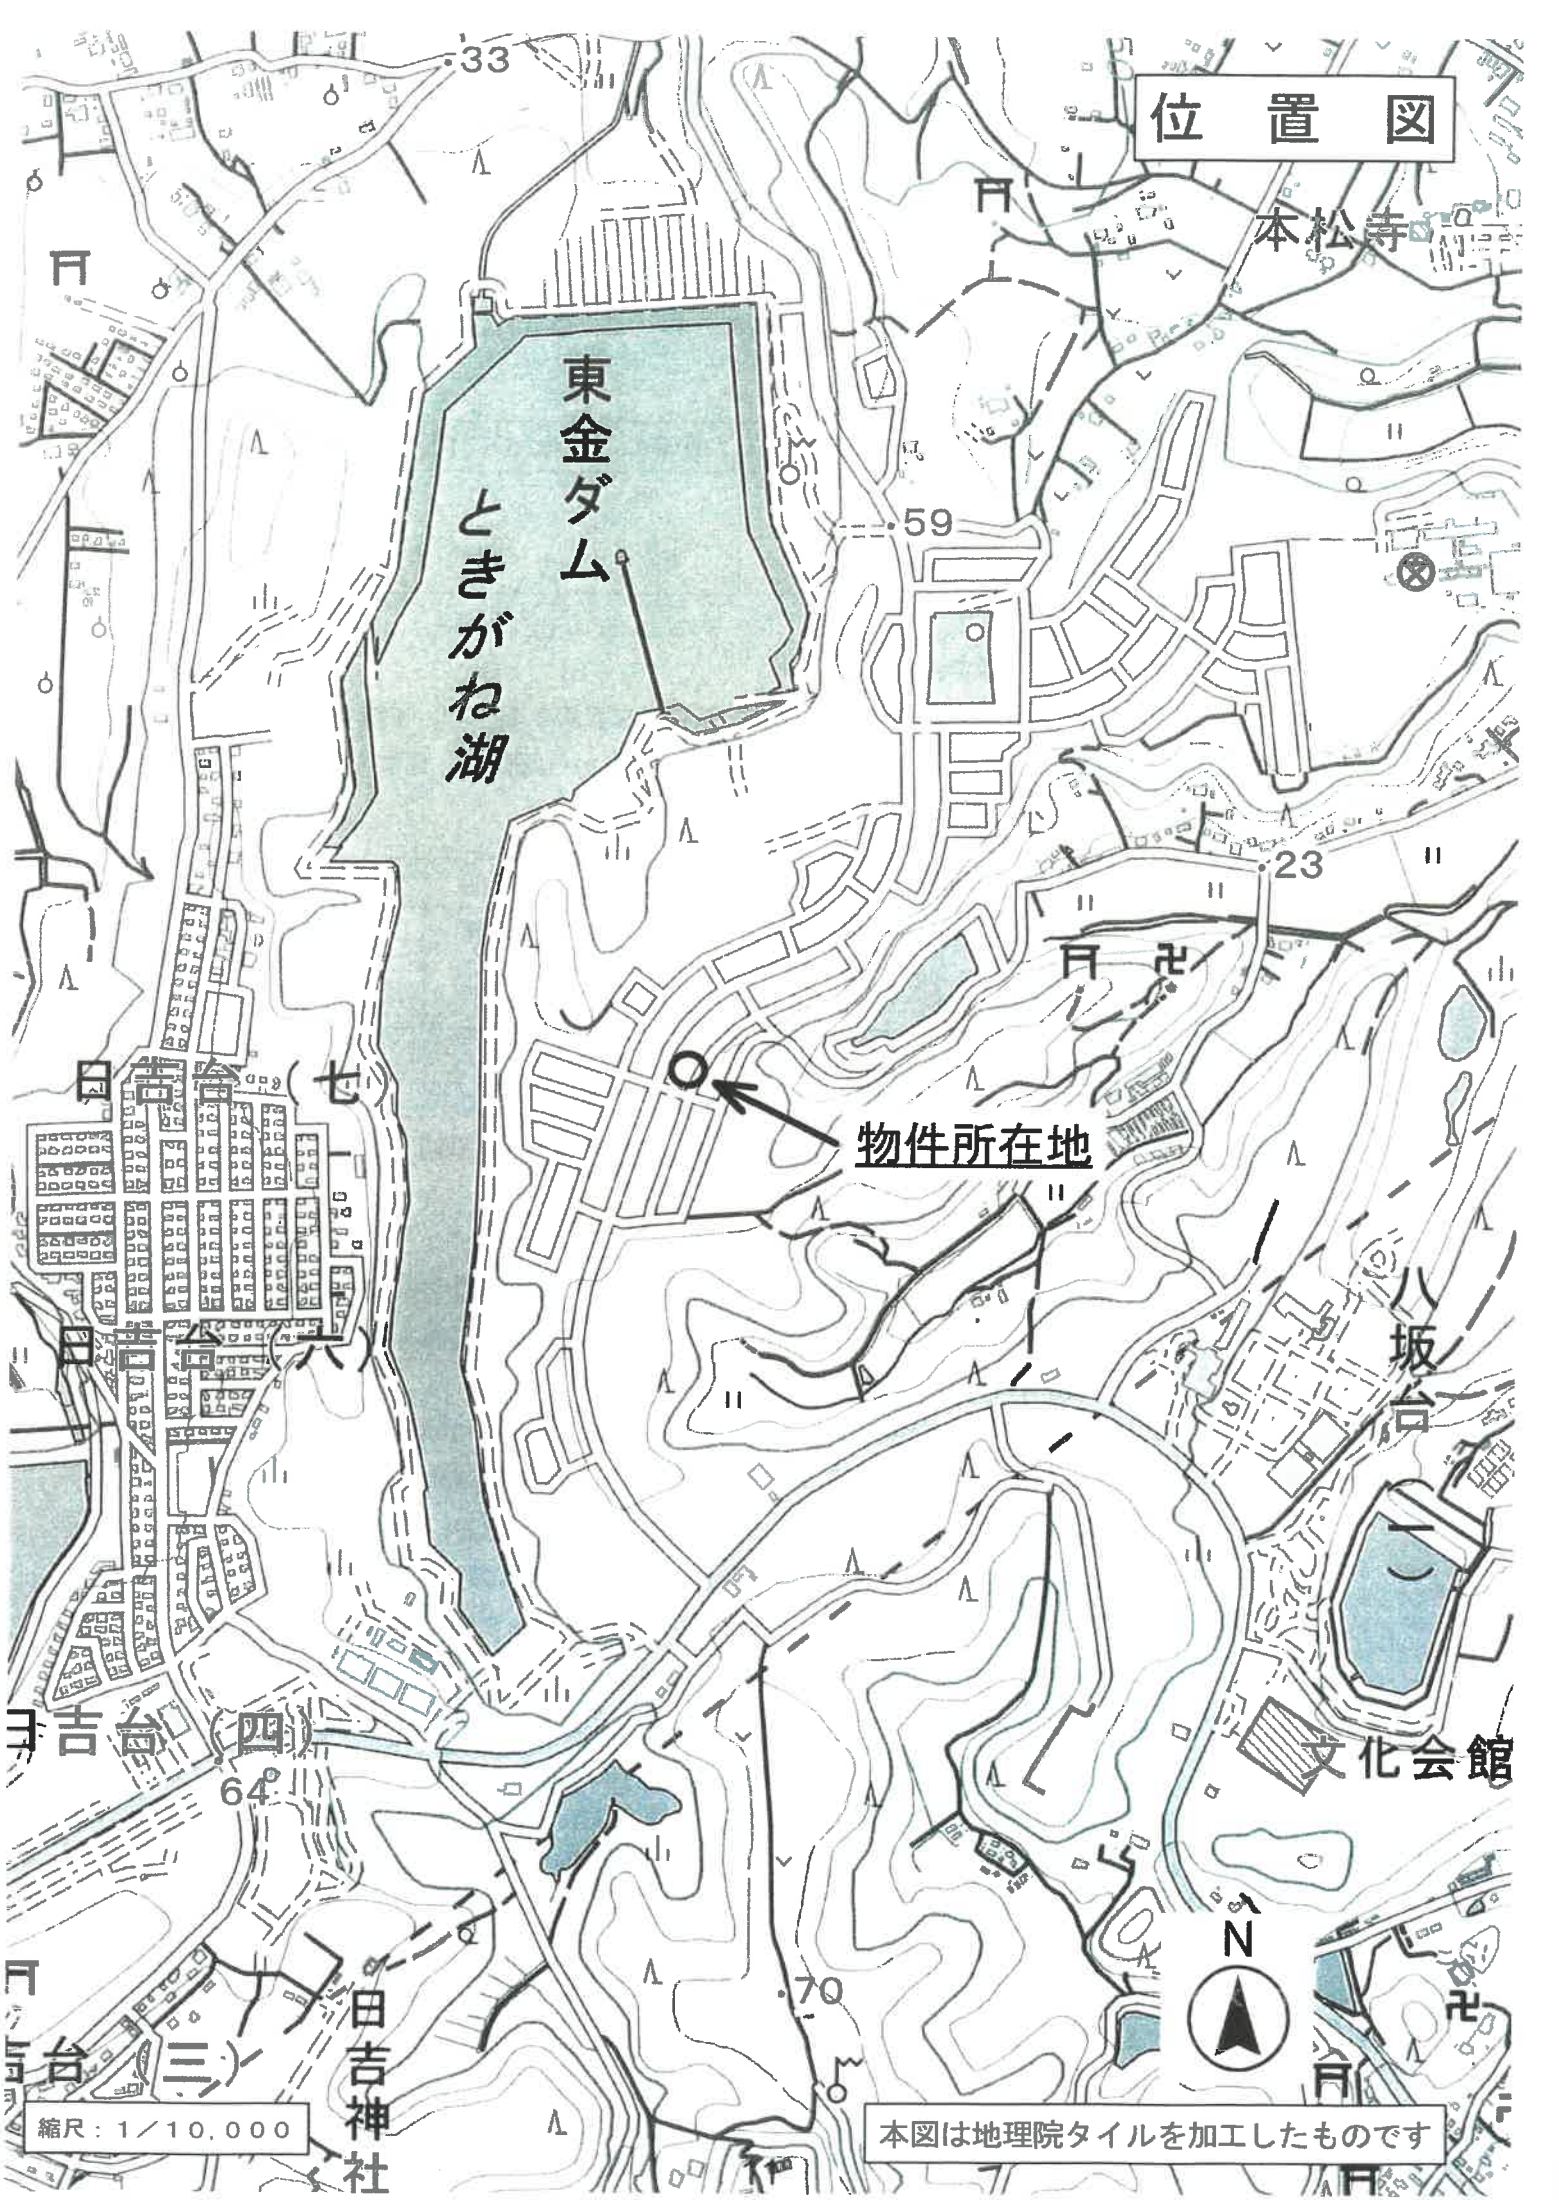 33
位置図
本松寺
東金ダム
ときがね湖
59
23
日吉台(七)
物件所在地
日吉台(六)
八坂台(一)
日吉台(四)
64
文化会館
N
70
日吉神社
吉台(三)
縮尺：1／10,000
本図は地理院タイルを加工したものです